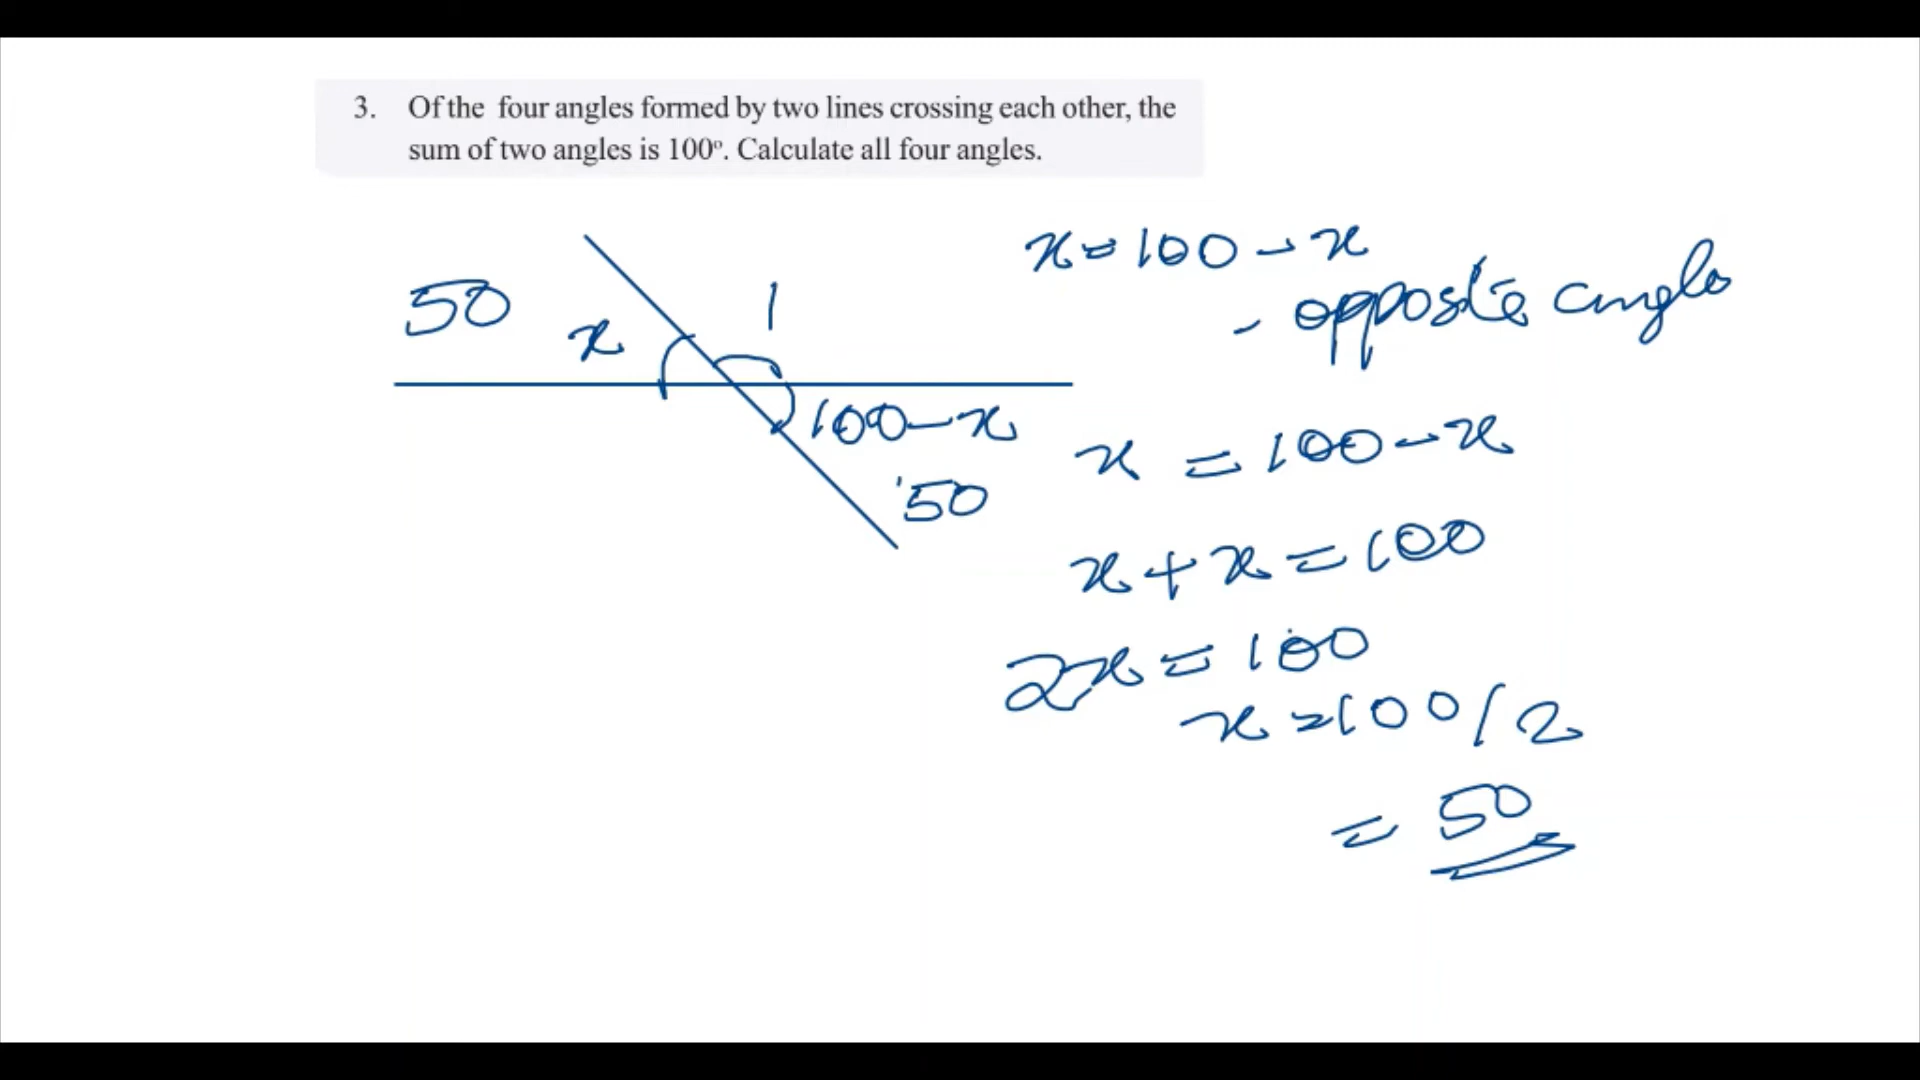 3. Of the four angles formed by two lines crossing each other, the
sum of two angles is 100°. Calculate all four angles.
x = 100 - x
- opposite angle
50
x
1
100 - x
50
x = 100 - x
x + x = 100
2x = 100
x = 100 / 2
= 50